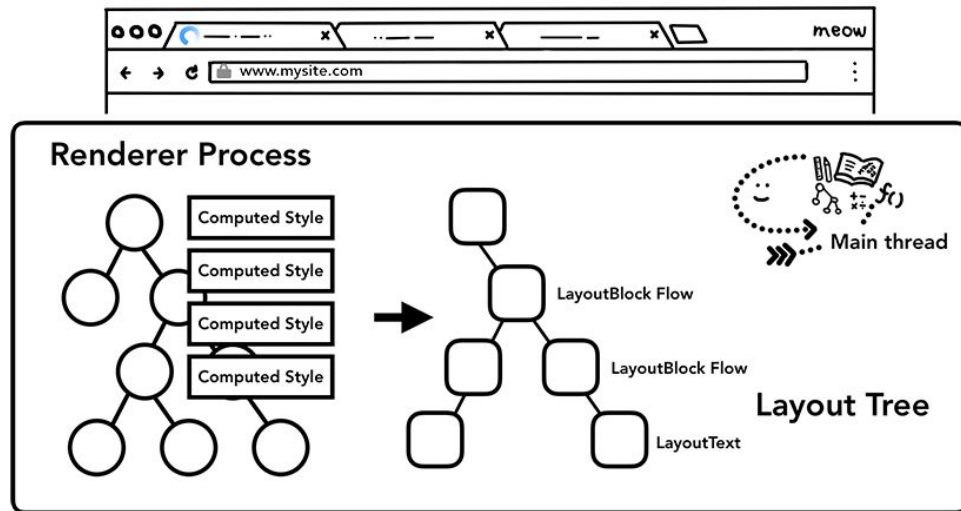 meow
www.mysite.com
Renderer Process
Computed Style
Computed Style
Computed Style
Computed Style
LayoutBlock Flow
LayoutBlock Flow
LayoutText
f()
Main thread
Layout Tree